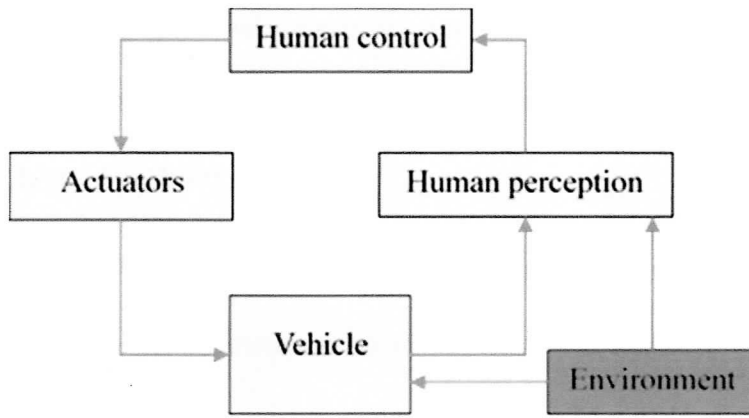 Human control
Actuators
Human perception
Vehicle
Environment